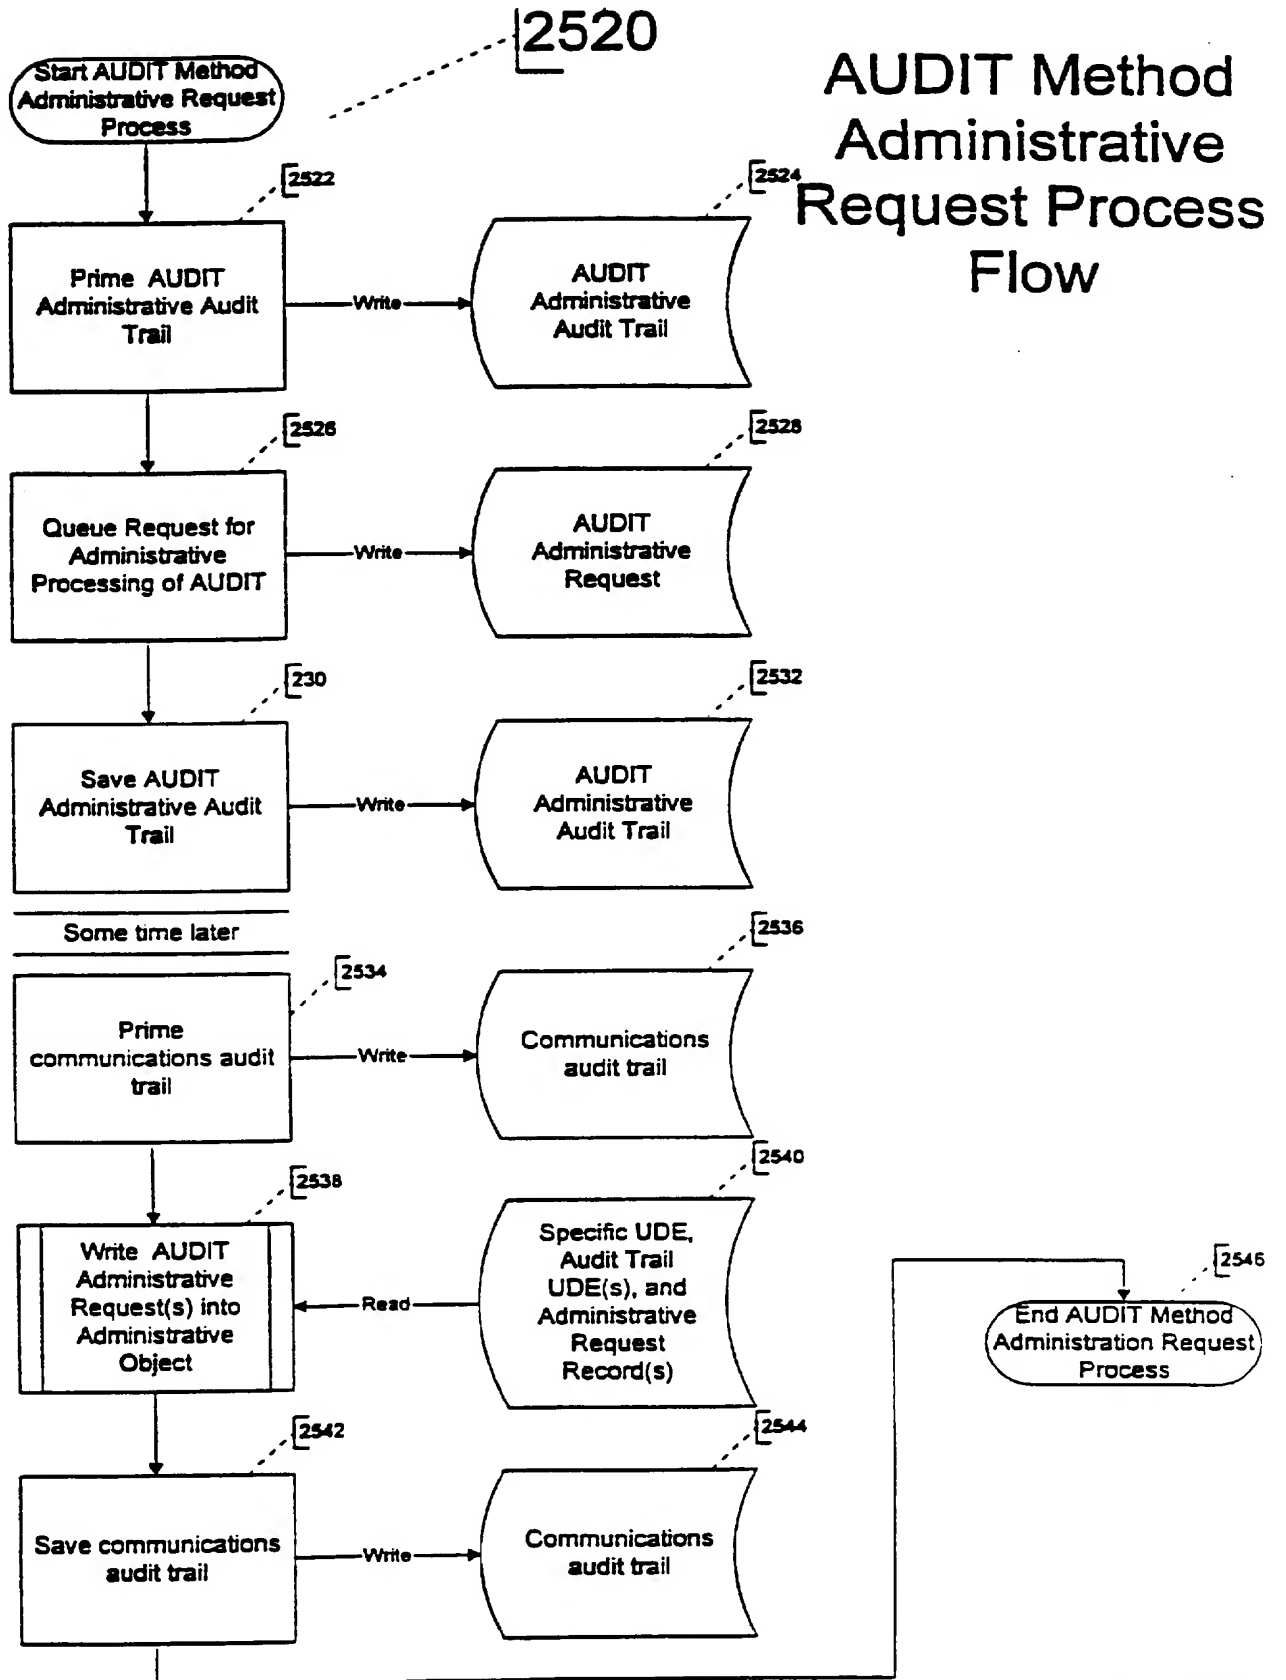 2520
AUDIT Method
Administrative
Request Process
Flow
Start AUDIT Method
Administrative Request
Process
2522
Prime AUDIT
Administrative Audit
Trail
Write
2524
AUDIT
Administrative
Audit Trail
2526
Queue Request for
Administrative
Processing of AUDIT
Write
2528
AUDIT
Administrative
Request
230
Save AUDIT
Administrative Audit
Trail
Write
2532
AUDIT
Administrative
Audit Trail
Some time later
2534
Prime
communications audit
trail
Write
2536
Communications
audit trail
2538
Write AUDIT
Administrative
Request(s) into
Administrative
Object
Read
2540
Specific UDE,
Audit Trail
UDE(s), and
Administrative
Request
Record(s)
2542
Save communications
audit trail
Write
2544
Communications
audit trail
2546
End AUDIT Method
Administration Request
Process